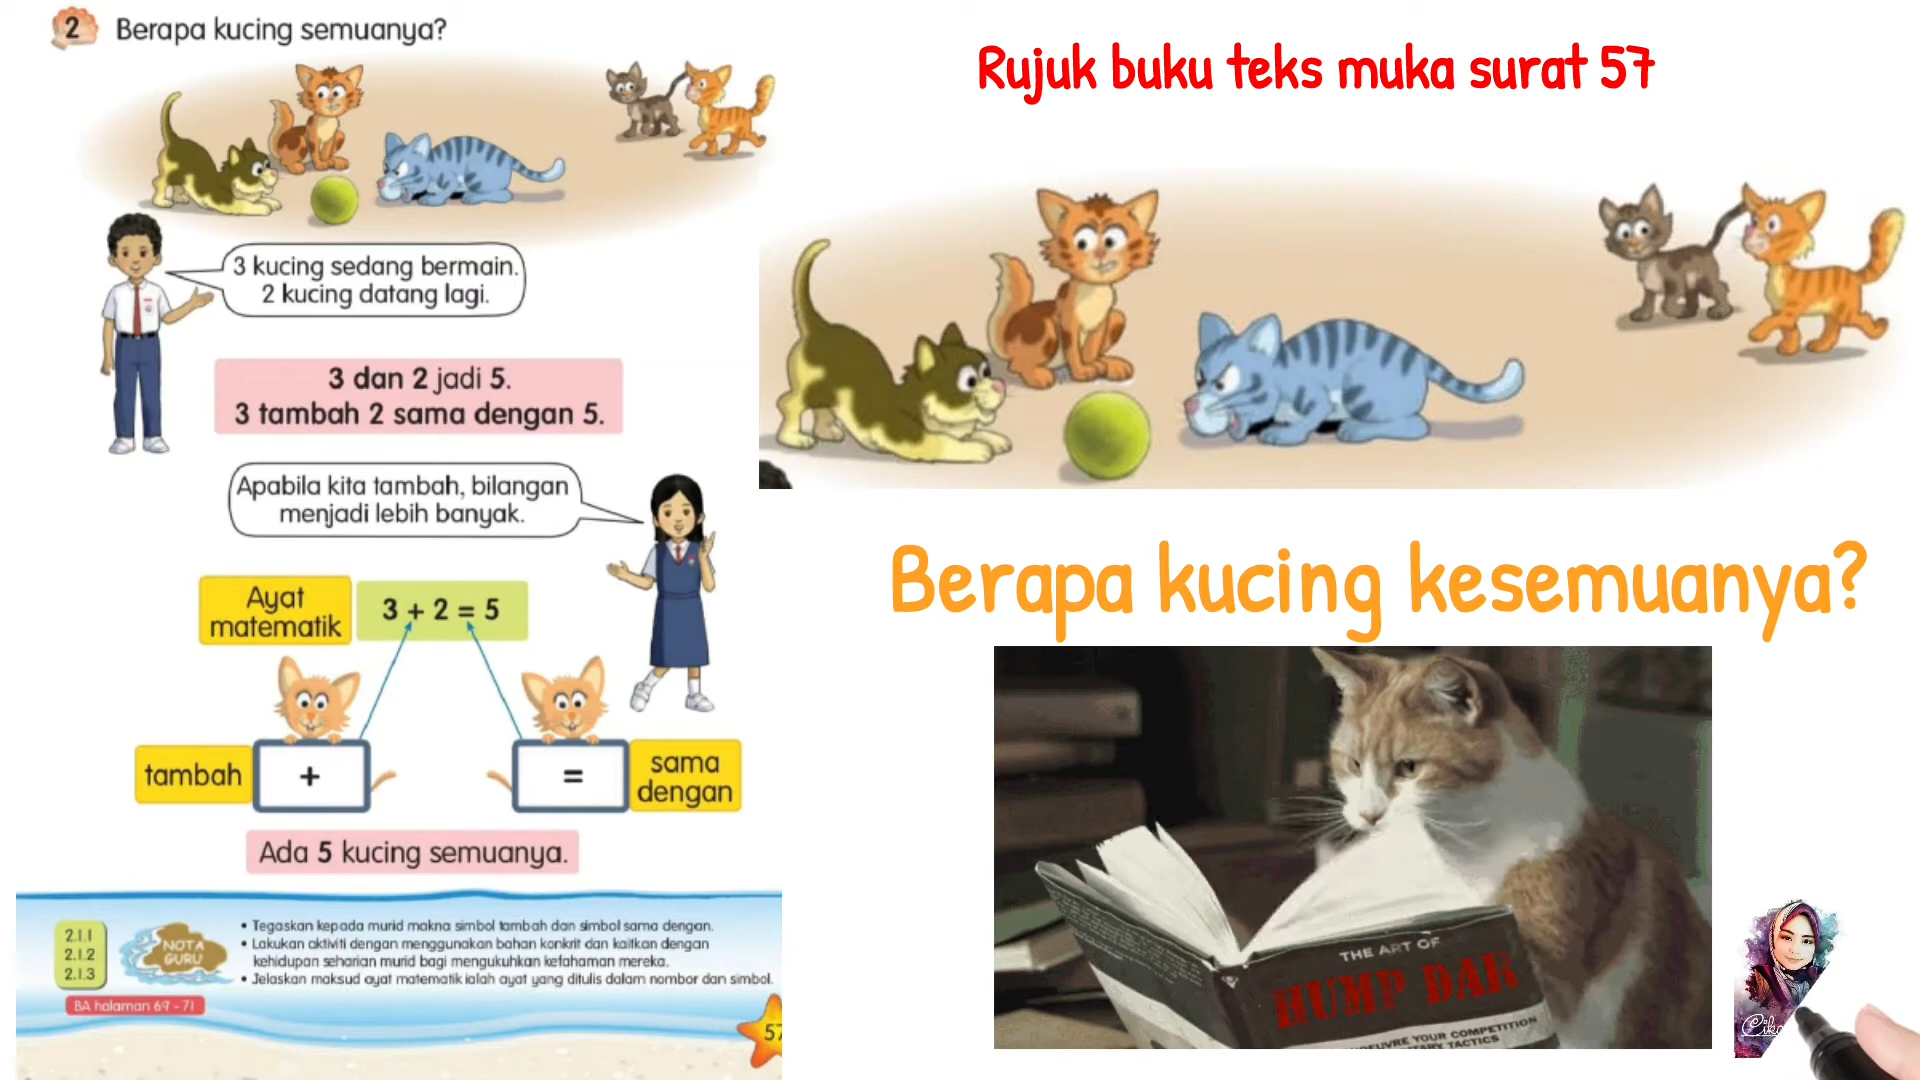 2 Berapa kucing semuanya?
3 kucing sedang bermain.
2 kucing datang lagi.
3 dan 2 jadi 5.
3 tambah 2 sama dengan 5.
Apabila kita tambah, bilangan
menjadi lebih banyak.
Ayat
matematik
3 + 2 = 5
tambah
+
=
sama
dengan
Ada 5 kucing semuanya.
2.1.1
2.1.2
2.1.3
NOTA
GURU
• Tegaskan kepada murid makna simbol tambah dan simbol sama dengan.
• Lakukan aktiviti dengan menggunakan bahan konkrit dan kaitkan dengan
kehidupan seharian murid bagi mengukuhkan kefahaman mereka.
• Jelaskan maksud ayat matematik ialah ayat yang ditulis dalam nombor dan simbol.
BA halaman 69 - 71
57
Rujuk buku teks muka surat 57
Berapa kucing kesemuanya?
THE ART OF
YOUR COMPETITION
TACTICS